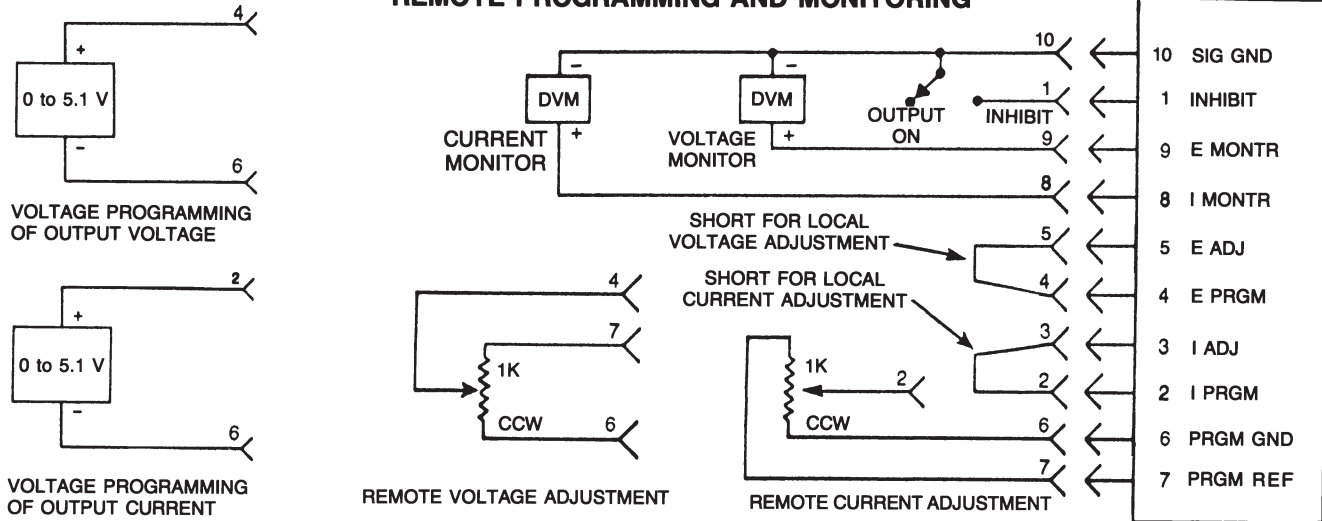 REMOTE PROGRAMMING AND MONITORING
4
+
0 to 5.1 V
-
6
VOLTAGE PROGRAMMING
OF OUTPUT VOLTAGE
2
+
0 to 5.1 V
-
6
VOLTAGE PROGRAMMING
OF OUTPUT CURRENT
-
DVM
+
CURRENT
MONITOR
-
DVM
+
VOLTAGE
MONITOR
OUTPUT
ON
INHIBIT
10
1
9
8
SHORT FOR LOCAL
VOLTAGE ADJUSTMENT
5
4
SHORT FOR LOCAL
CURRENT ADJUSTMENT
3
2
4
7
1K
CCW
6
REMOTE VOLTAGE ADJUSTMENT
1K
2
CCW
6
7
REMOTE CURRENT ADJUSTMENT
10 SIG GND
1 INHIBIT
9 E MONTR
8 I MONTR
5 E ADJ
4 E PRGM
3 I ADJ
2 I PRGM
6 PRGM GND
7 PRGM REF